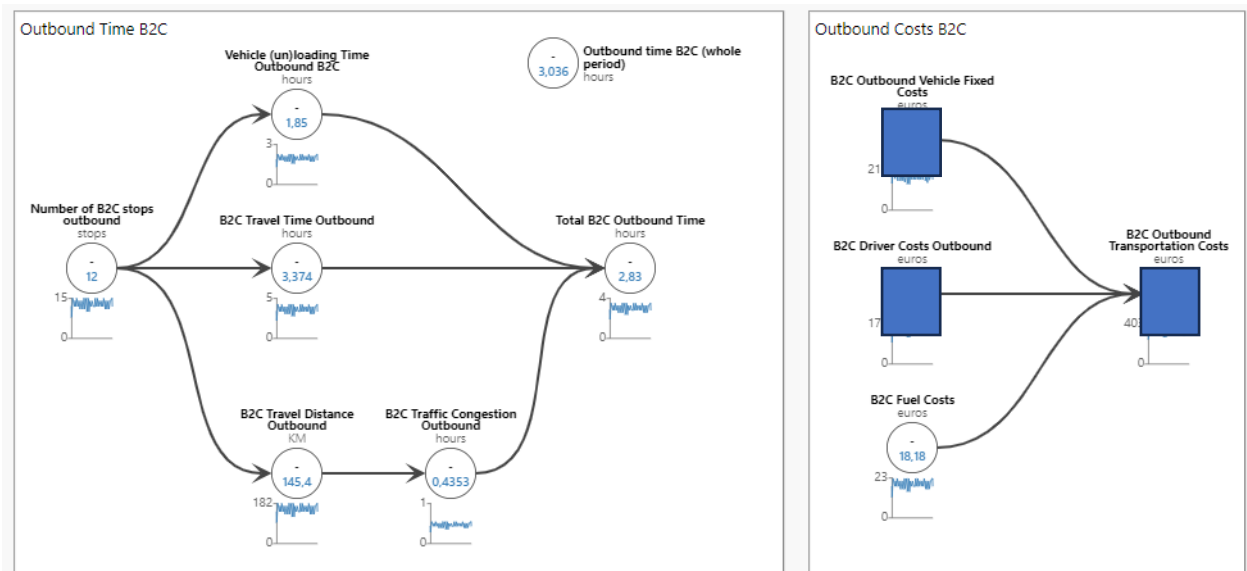 Outbound Time B2C
Vehicle (un)loading Time
Outbound B2C
hours
-
1,85
3
0
-
3,036
Outbound time B2C (whole
period)
hours
Number of B2C stops
outbound
stops
-
12
15
0
B2C Travel Time Outbound
hours
-
3,374
5
0
Total B2C Outbound Time
hours
-
2,83
4
0
B2C Travel Distance
Outbound
KM
-
145,4
182
0
B2C Traffic Congestion
Outbound
hours
-
0,4353
1
0
Outbound Costs B2C
B2C Outbound Vehicle Fixed
Costs
euros
21
0
B2C Driver Costs Outbound
euros
17
0
B2C Outbound
Transportation Costs
euros
0
B2C Fuel Costs
euros
-
18,18
23
0